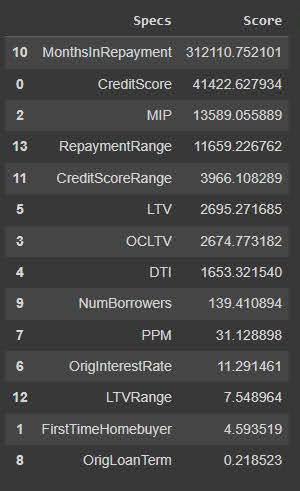 Specs Score
10 MonthsInRepayment 312110.752101
0 CreditScore 41422.627934
2 MIP 13589.055889
13 RepaymentRange 11659.226762
11 CreditScoreRange 3966.108289
5 LTV 2695.271685
3 OCLTV 2674.773182
4 DTI 1653.321540
9 NumBorrowers 139.410894
7 PPM 31.128898
6 OrigInterestRate 11.291461
12 LTVRange 7.548964
1 FirstTimeHomebuyer 4.593519
8 OrigLoanTerm 0.218523